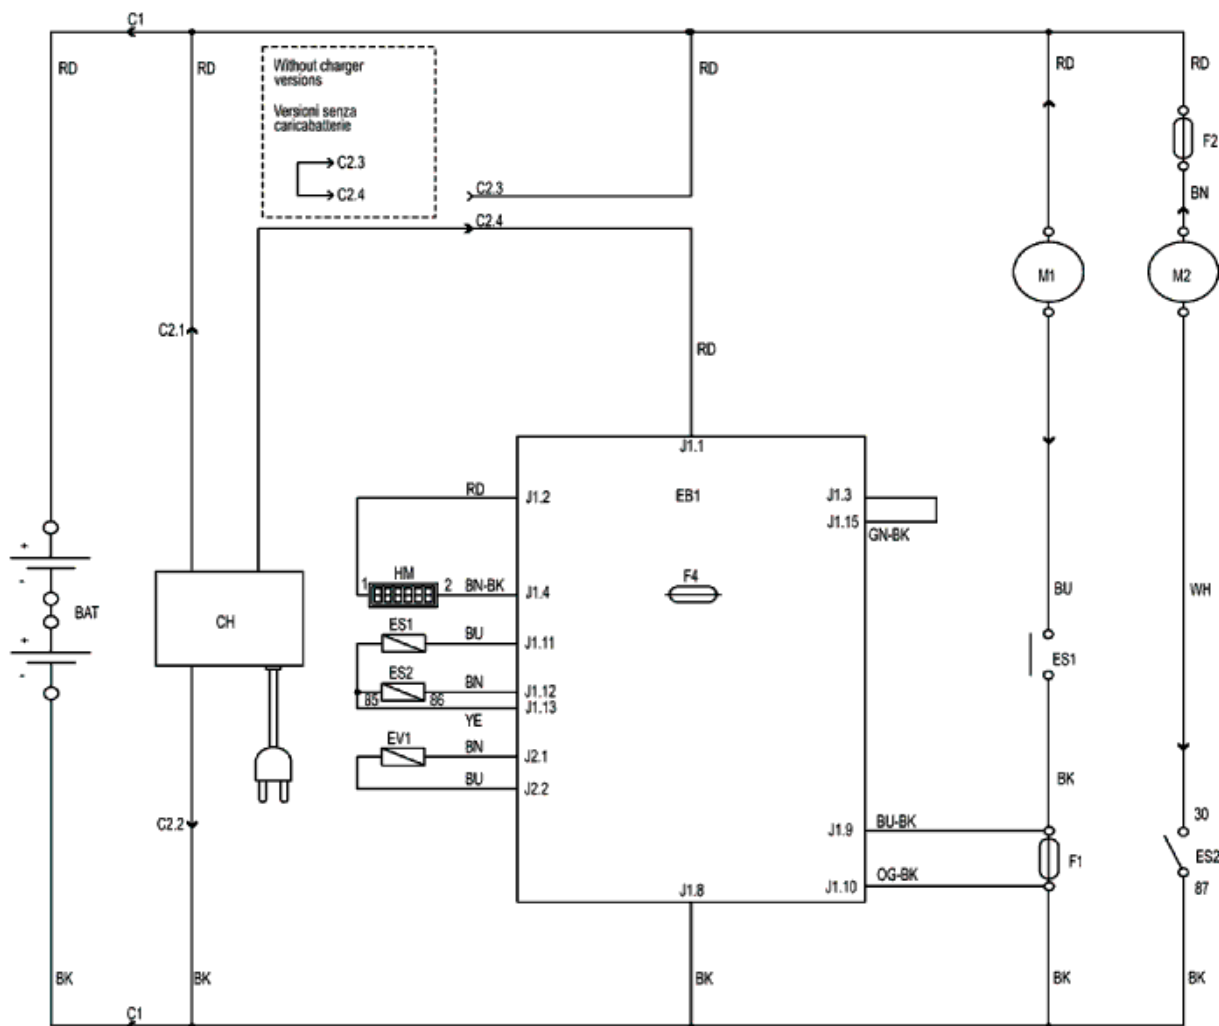 C1
RD
RD
Without charger
versions
Versioni senza
caricabatterie
C2.3
C2.4
RD
RD
RD
F2
BN
C2.3
C2.4
C2.1
M1
M2
RD
J1.1
RD
J1.2
EB1
J1.3
J1.15
GN-BK
HM
1
2
BN-BK
J1.4
F4
BU
WH
+
-
BAT
+
-
CH
ES1
BU
J1.11
ES2
BN
J1.12
85
86
J1.13
YE
ES1
EV1
BN
J2.1
BU
J2.2
BK
C2.2
J1.9
BU-BK
30
F1
ES2
J1.10
OG-BK
87
J1.8
BK
BK
BK
BK
BK
C1